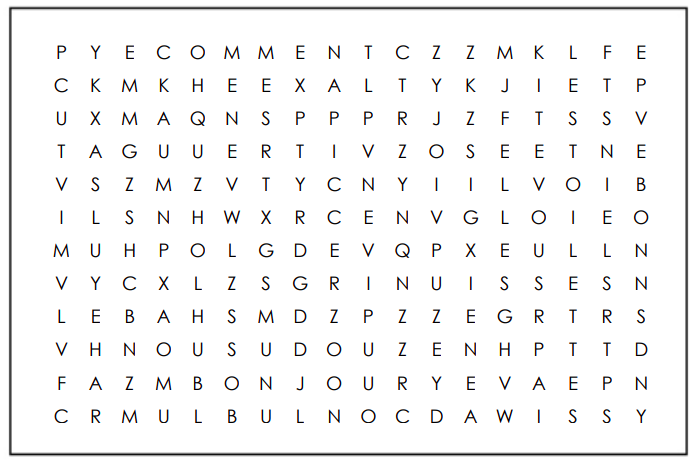 P Y E C O M M E N T C Z Z M K L F E
C K M K H E E X A L T Y K J I E T P
U X M A Q N S P P P R J Z F T S S V
T A G U U E R T I V Z O S E E T N E
V S Z M Z V T Y C N Y I I L V O I B
I L S N H W X R C E N V G L O I E O
M U H P O L G D E V Q P X E U L L N
V Y C X L Z S G R I N U I S S E S N
L E B A H S M D Z P Z Z E G R T R S
V H N O U S U D O U Z E N H P T T D
F A Z M B O N J O U R Y E V A E P N
C R M U L B U L N O C D A W I S S Y